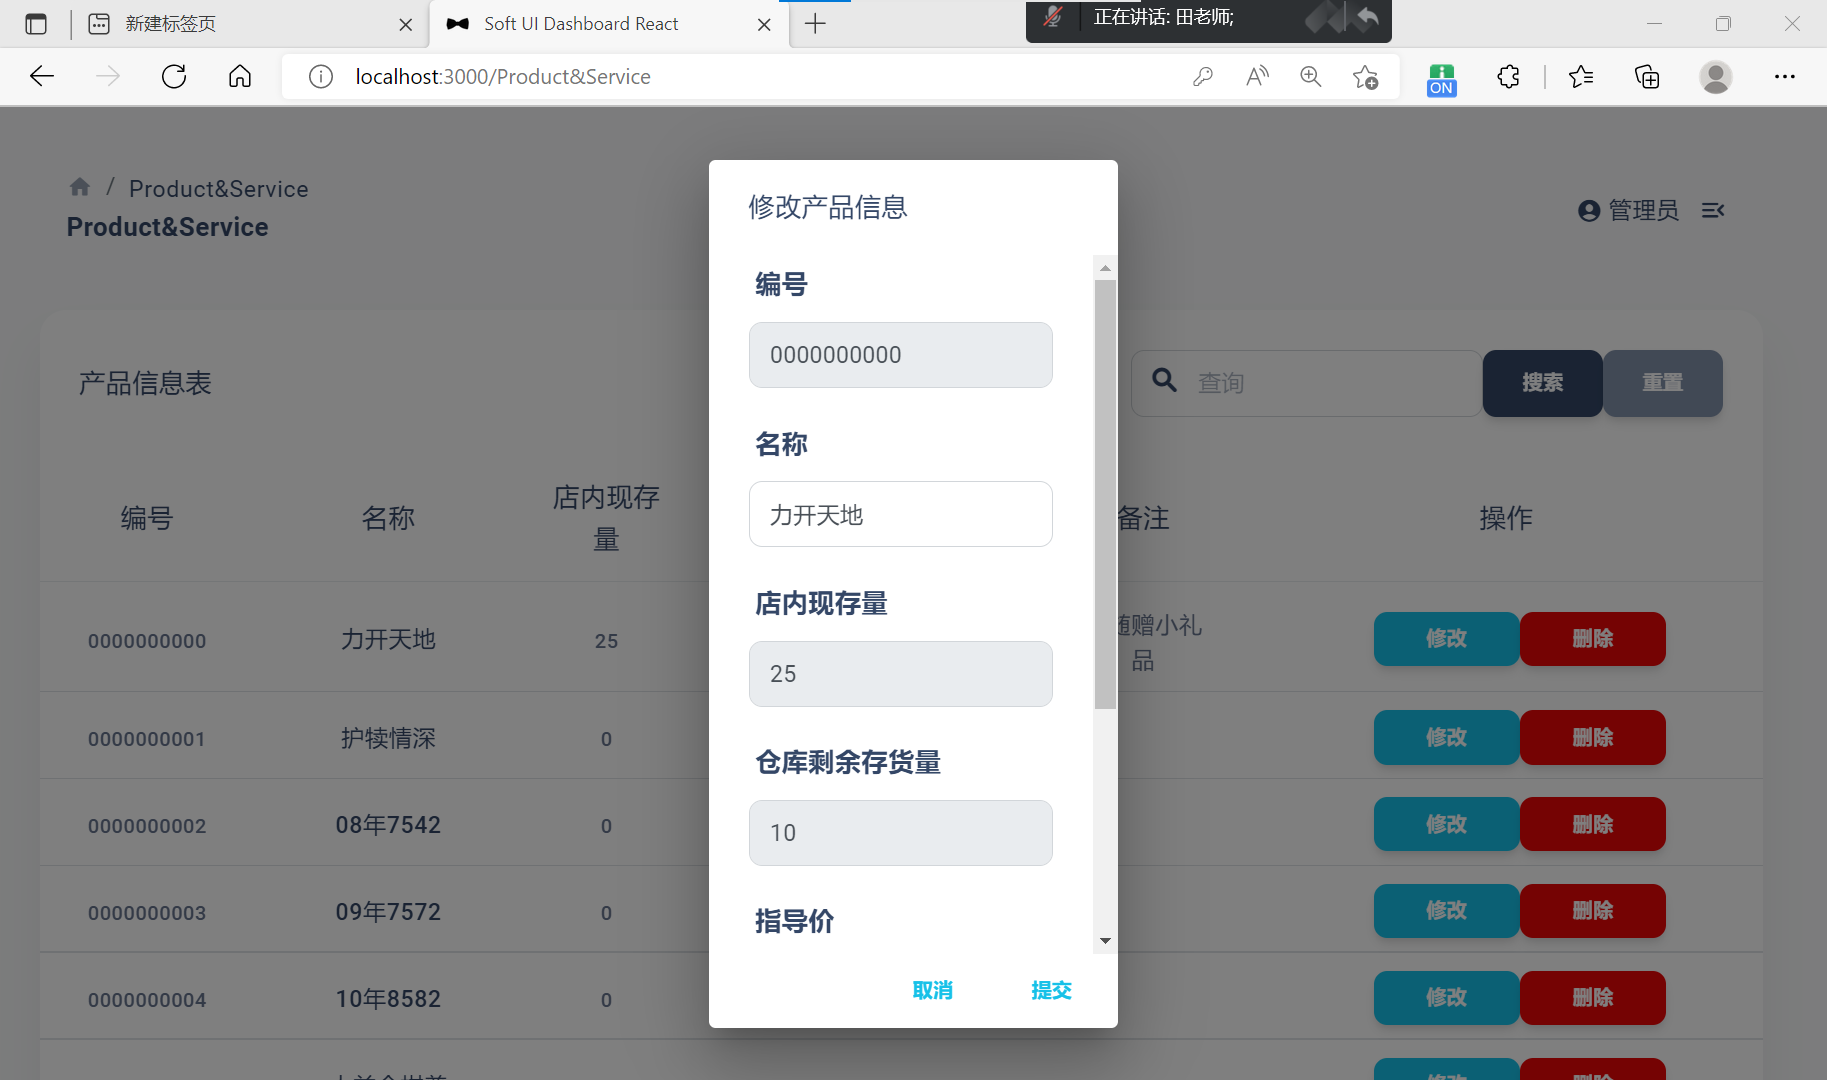 新建标签页
Soft UI Dashboard React
正在讲话: 田老师;
localhost:3000/Product&Service
ON
/ Product&Service
Product&Service
管理员
产品信息表
查询
搜索
重置
编号
名称
店内现存
量
备注
操作
0000000000
力开天地
25
随赠小礼
品
修改
删除
0000000001
护犊情深
0
修改
删除
0000000002
08年7542
0
修改
删除
0000000003
09年7572
0
修改
删除
0000000004
10年8582
0
修改
删除
修改
删除
修改产品信息
编号
0000000000
名称
力开天地
店内现存量
25
仓库剩余存货量
10
指导价
取消
提交